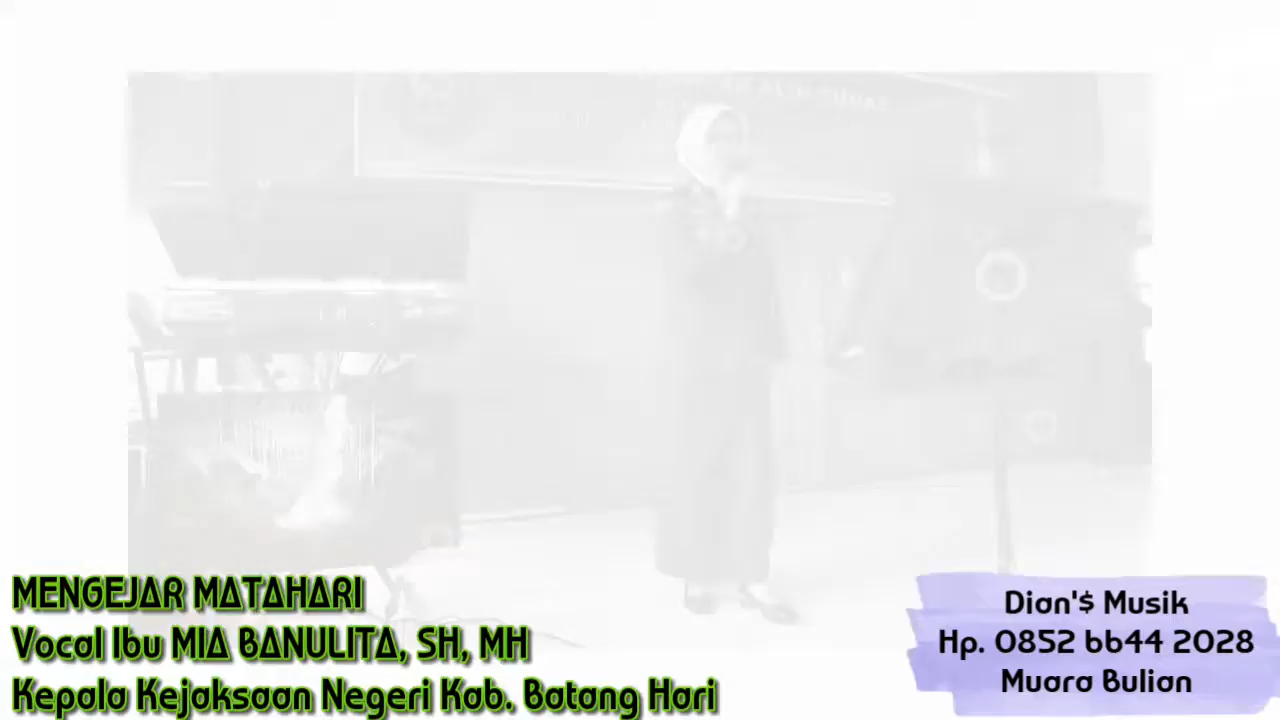 MENGEJAR MATAHARI
Vocal Ibu MIA BANULITA, SH, MH
Kepala Kejaksaan Negeri Kab. Batang Hari
Dian'$ Musik
Hp. 0852 6644 2028
Muara Bulian